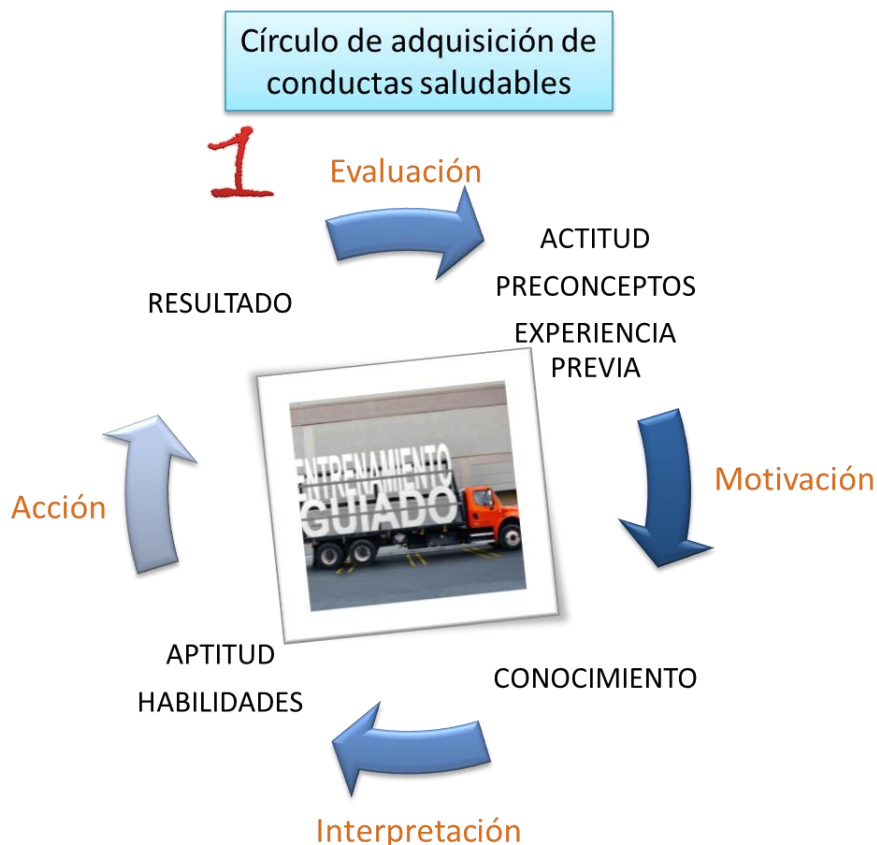 Círculo de adquisición de
conductas saludables
1
Evaluación
ACTITUD
PRECONCEPTOS
EXPERIENCIA
PREVIA
RESULTADO
Motivación
ENTRENAMIENTO
GUIADO
Acción
APTITUD
HABILIDADES
CONOCIMIENTO
Interpretación